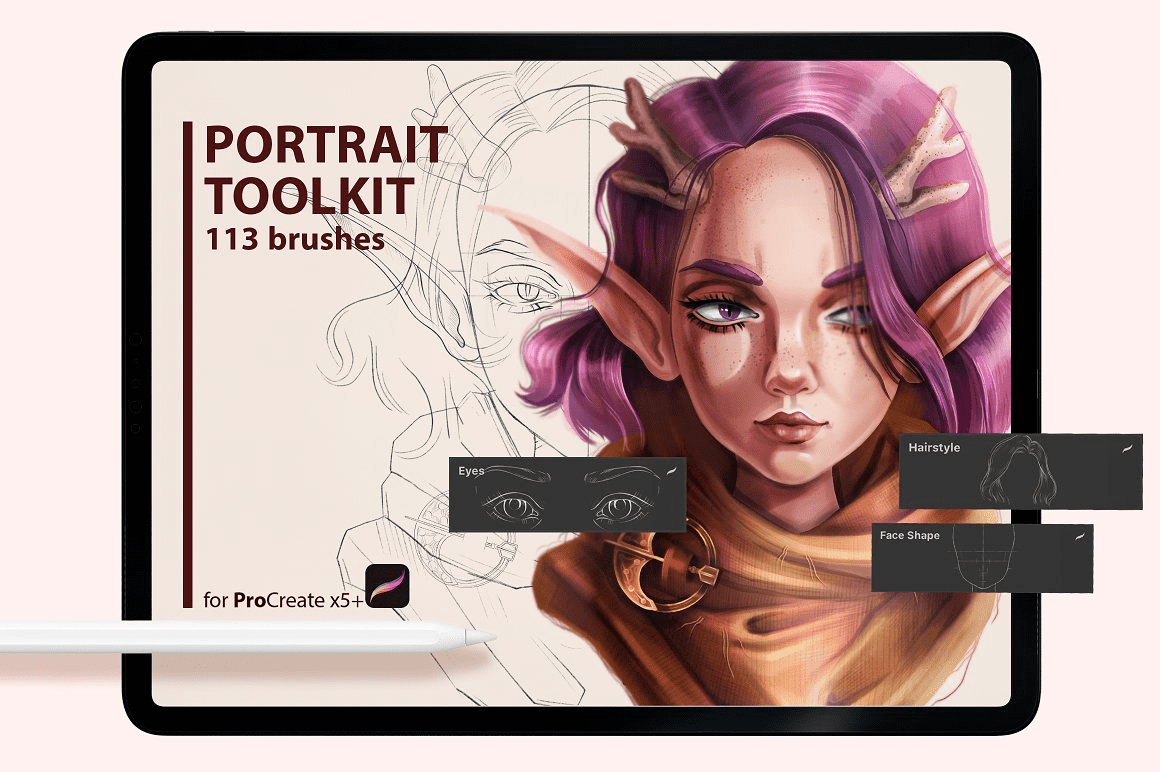 PORTRAIT
TOOLKIT
113 brushes
Eyes
Hairstyle
Face Shape
for ProCreate x5+